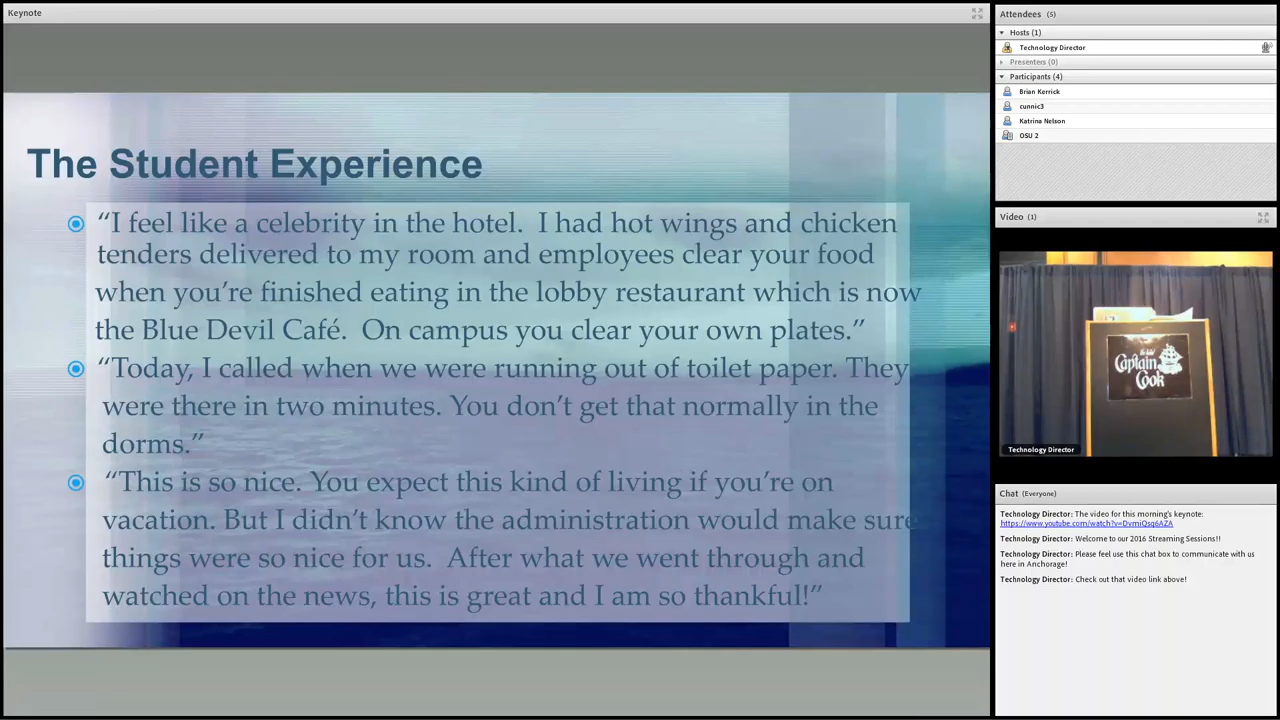 Keynote
The Student Experience
“I feel like a celebrity in the hotel.  I had hot wings and chicken
tenders delivered to my room and employees clear your food
when you’re finished eating in the lobby restaurant which is now
the Blue Devil Café.  On campus you clear your own plates.”
“Today, I called when we were running out of toilet paper. They
were there in two minutes. You don’t get that normally in the
dorms.”
“This is so nice. You expect this kind of living if you’re on
vacation. But I didn’t know the administration would make sure
things were so nice for us.  After what we went through and
watched on the news, this is great and I am so thankful!”
Attendees (5)
Hosts (1)
Technology Director
Presenters (0)
Participants (4)
Brian Kerrick
cunnic3
Katrina Nelson
OSU 2
Video (1)
Captain
Cook
Technology Director
Chat (Everyone)
Technology Director: The video for this morning's keynote:
https://www.youtube.com/watch?v=DvmiQsq6AZA
Technology Director: Welcome to our 2016 Streaming Sessions!!
Technology Director: Please feel use this chat box to communicate with us
here in Anchorage!
Technology Director: Check out that video link above!